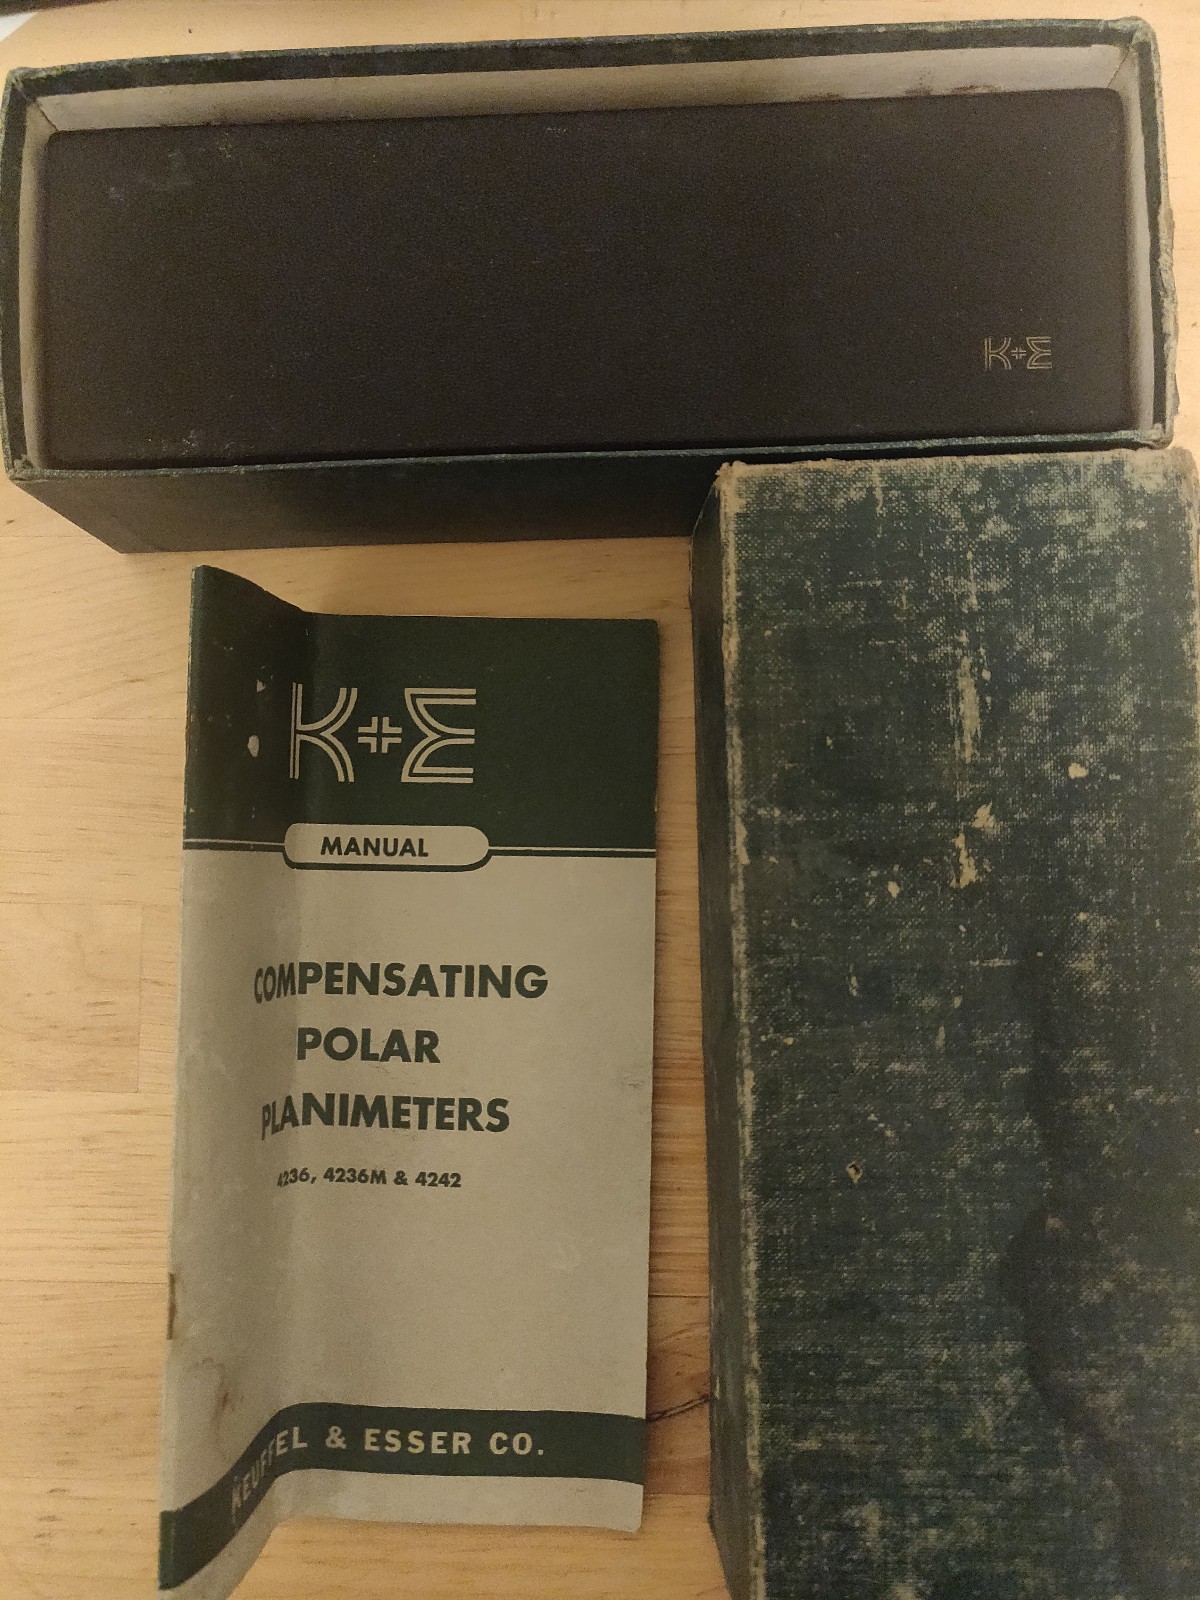 K+E
K+E
MANUAL
COMPENSATING
POLAR
PLANIMETERS
4236, 4236M & 4242
KEUFFEL & ESSER CO.